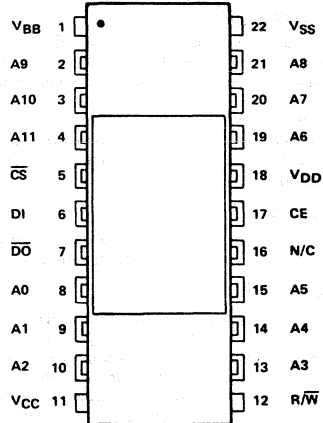 VBB 1 22 VSS
A9 2 21 A8
A10 3 20 A7
A11 4 19 A6
C̅S̅ 5 18 VDD
DI 6 17 CE
D̅O̅ 7 16 N/C
A0 8 15 A5
A1 9 14 A4
A2 10 13 A3
VCC 11 12 R/W̅